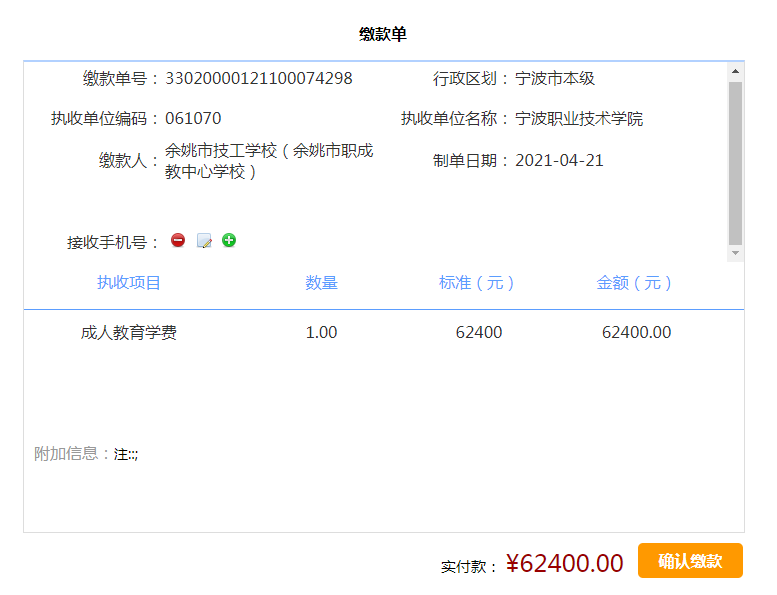 缴款单
缴款单号： 33020000121100074298 行政区划： 宁波市本级
执收单位编码： 061070 执收单位名称： 宁波职业技术学院
缴款人： 余姚市技工学校（余姚市职成
教中心学校） 制单日期： 2021-04-21
接收手机号：
执收项目 数量 标准（元） 金额（元）
成人教育学费 1.00 62400 62400.00
附加信息：注:;;
实付款： ¥62400.00 确认缴款